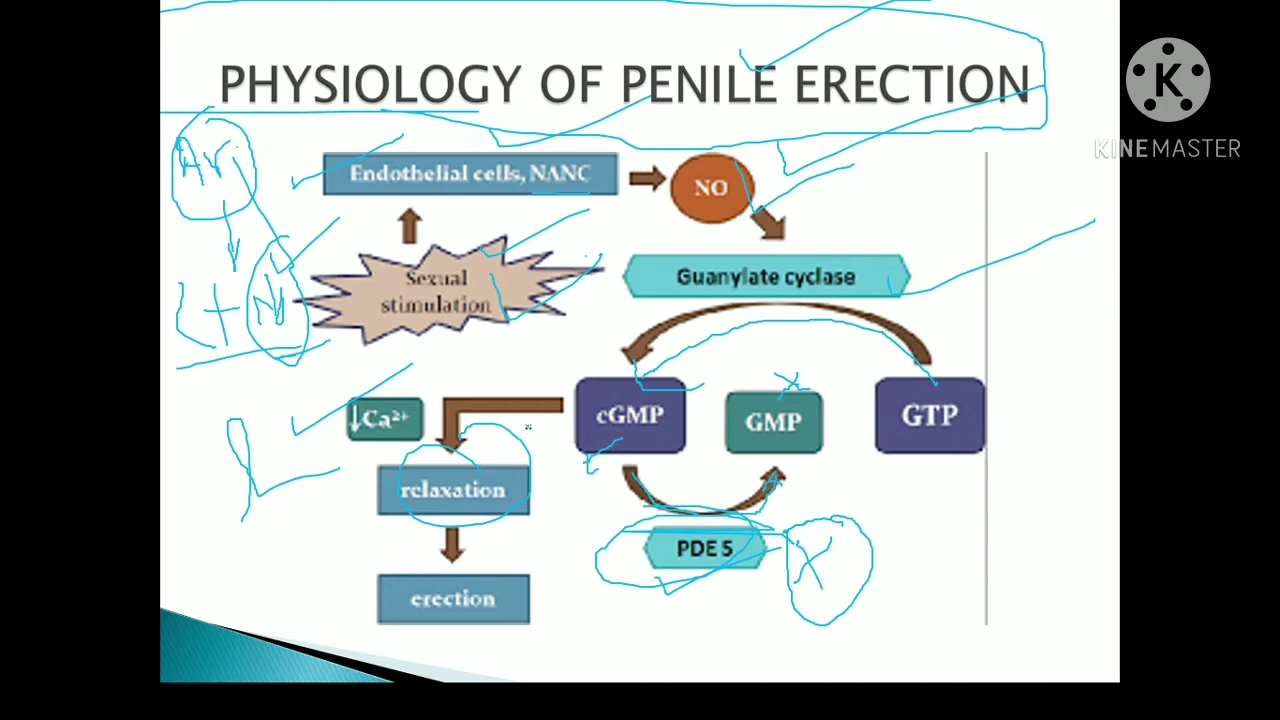 PHYSIOLOGY OF PENILE ERECTION
K
KINEMASTER
Endothelial cells, NANC
NO
Sexual
stimulation
Guanylate cyclase
↓Ca²⁺
cGMP
GMP
GTP
relaxation
PDE 5
erection